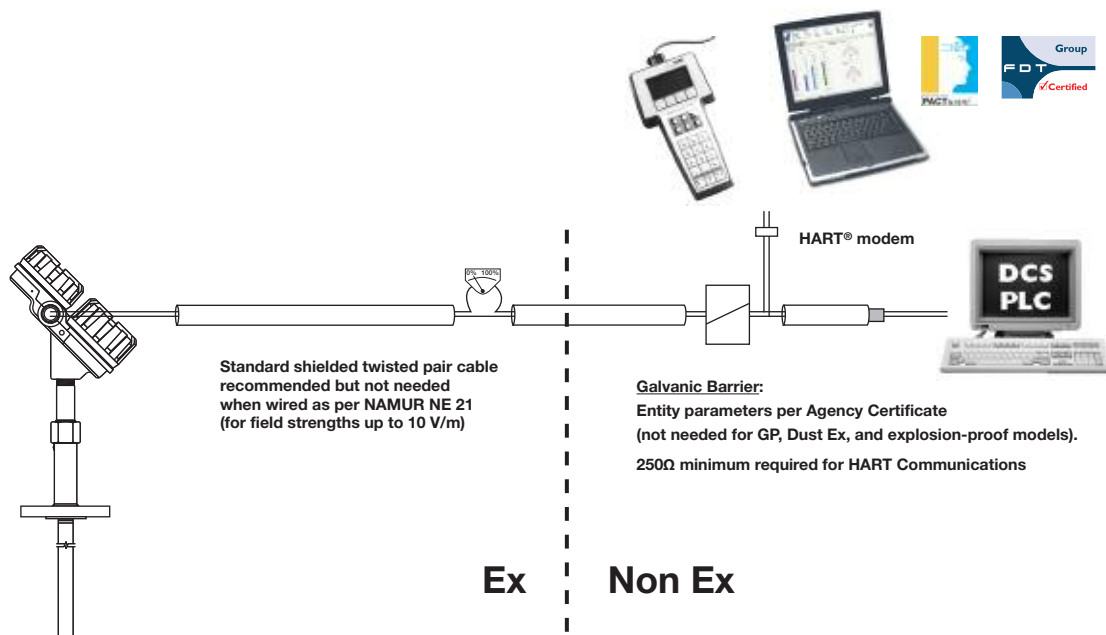 Group
FDT
Certified
PACTware
HART® modem
DCS
PLC
0% 100%
Standard shielded twisted pair cable
recommended but not needed
when wired as per NAMUR NE 21
(for field strengths up to 10 V/m)
Galvanic Barrier:
Entity parameters per Agency Certificate
(not needed for GP, Dust Ex, and explosion-proof models).
250Ω minimum required for HART Communications
Ex
Non Ex